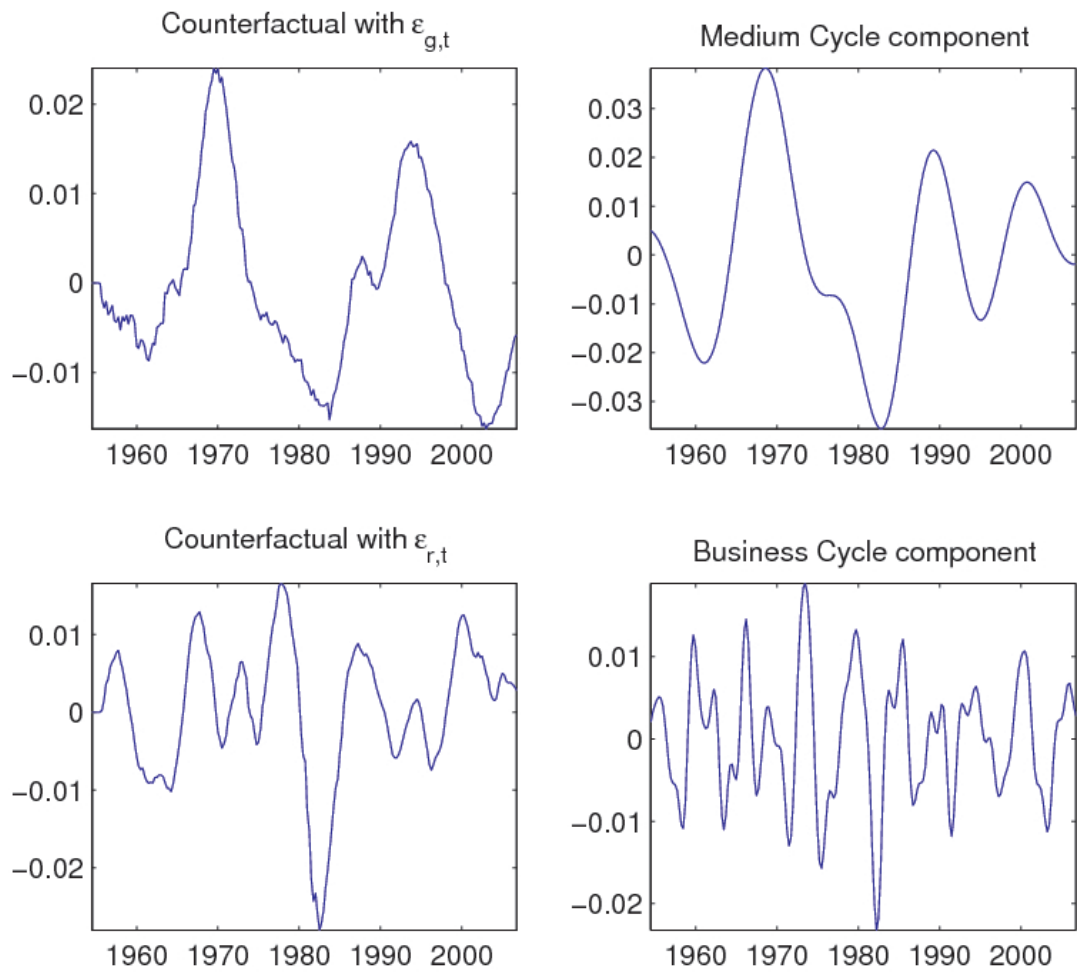 Counterfactual with ε_g,t
0.02
0.01
0
−0.01
1960 1970 1980 1990 2000
Medium Cycle component
0.03
0.02
0.01
0
−0.01
−0.02
−0.03
1960 1970 1980 1990 2000
Counterfactual with ε_r,t
0.01
0
−0.01
−0.02
1960 1970 1980 1990 2000
Business Cycle component
0.01
0
−0.01
−0.02
1960 1970 1980 1990 2000